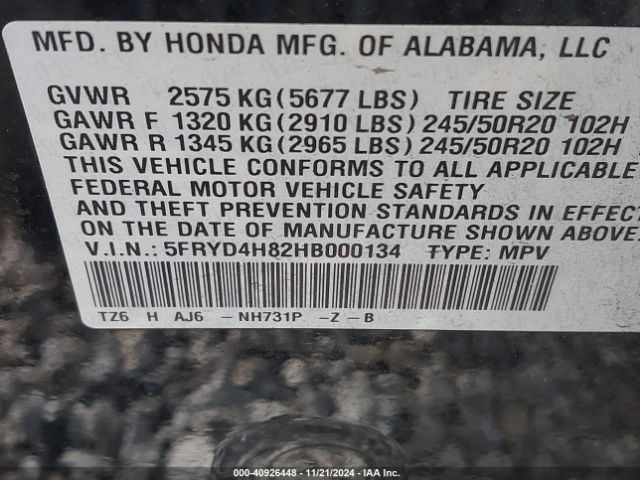 MFD. BY HONDA MFG. OF ALABAMA, LLC
GVWR 2575 KG(5677 LBS) TIRE SIZE
GAWR F 1320 KG(2910 LBS) 245/50R20 102H
GAWR R 1345 KG(2965 LBS) 245/50R20 102H
THIS VEHICLE CONFORMS TO ALL APPLICABLE
FEDERAL MOTOR VEHICLE SAFETY
AND THEFT PREVENTION STANDARDS IN EFFECT
ON THE DATE OF MANUFACTURE SHOWN ABOVE.
V.I.N.: 5FRYD4H82HB000134 TYPE: MPV
TZ6 H AJ6 -NH731P -Z-B
000-40926448 - 11/21/2024 - IAA Inc.